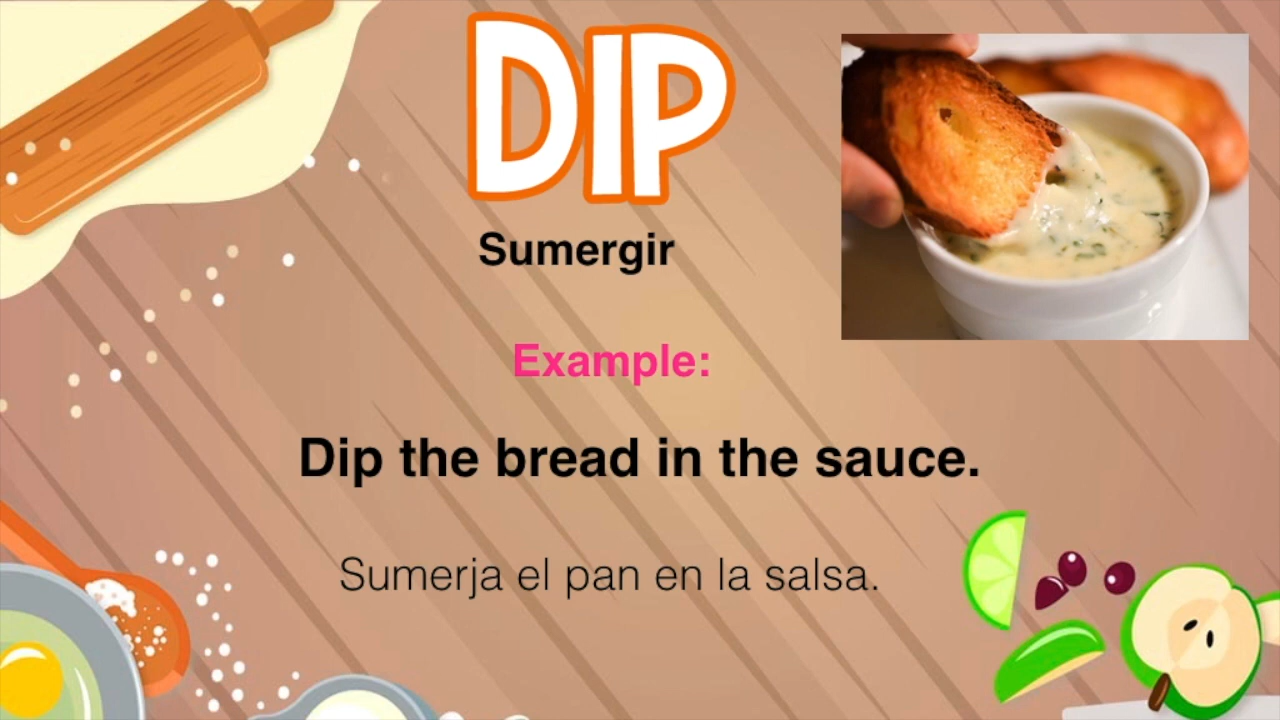 DIP
Sumergir
Example:
Dip the bread in the sauce.
Sumerja el pan en la salsa.